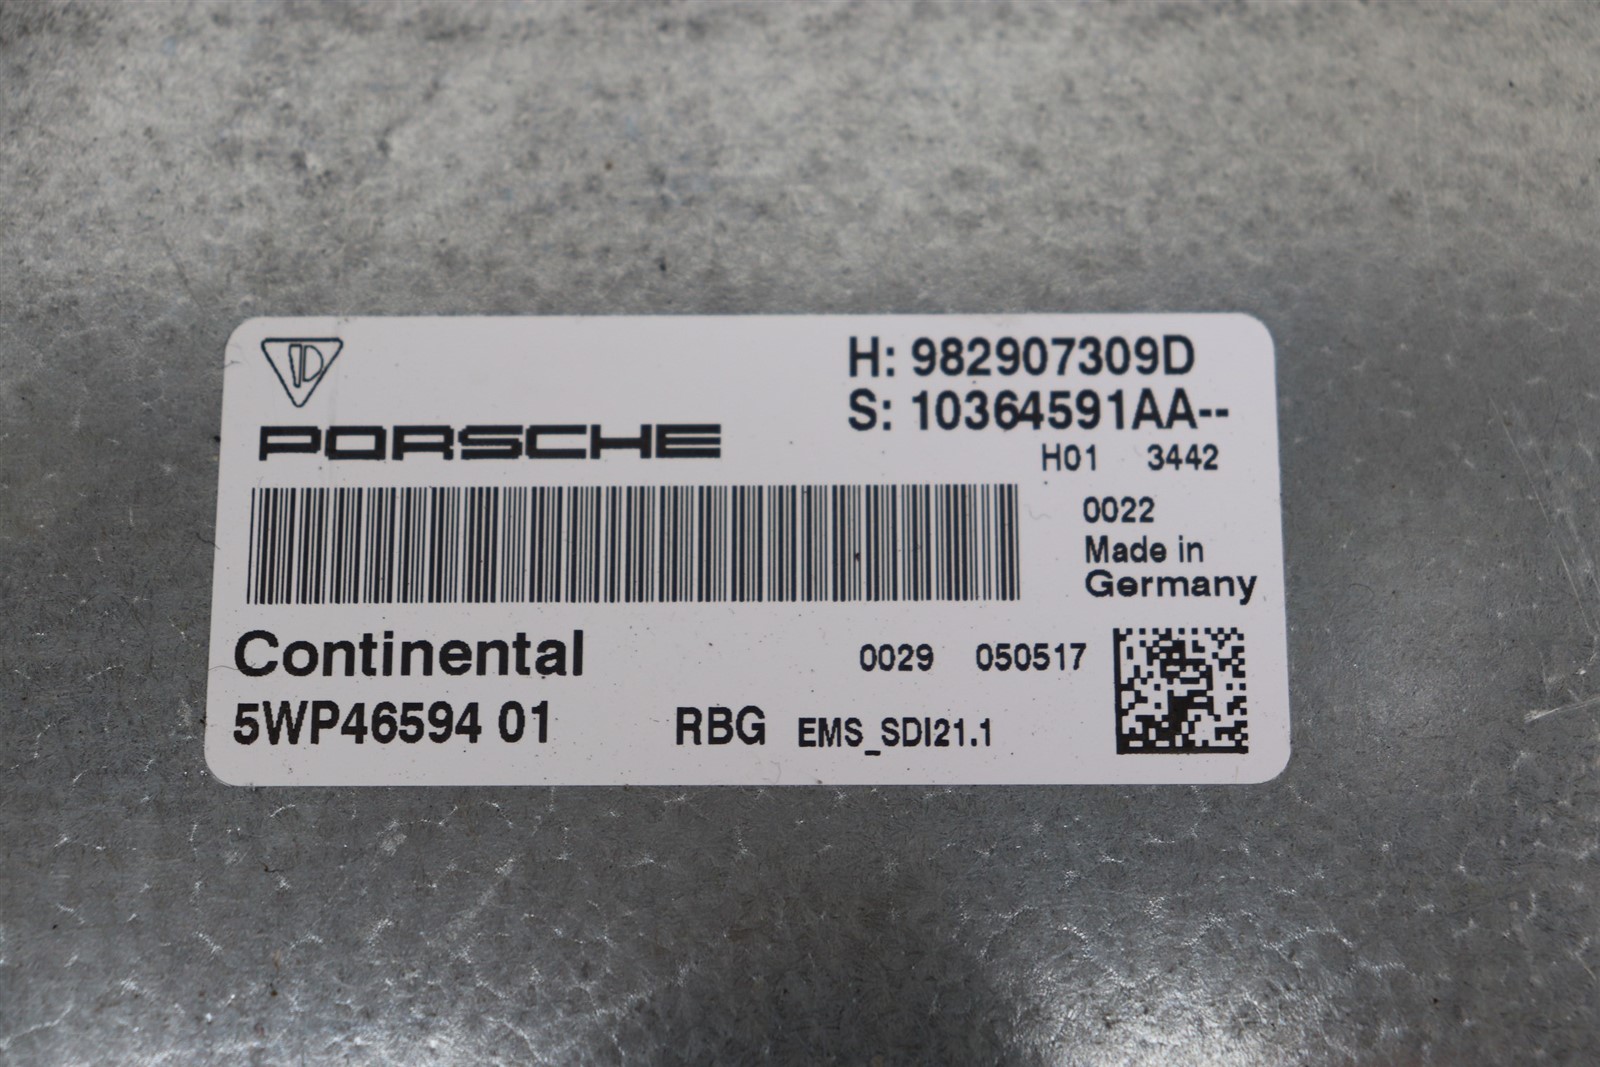 H: 982907309D
S: 10364591AA--
PORSCHE
H01 3442
0022
Made in
Germany
Continental
0029 050517
5WP46594 01 RBG EMS_SDI21.1